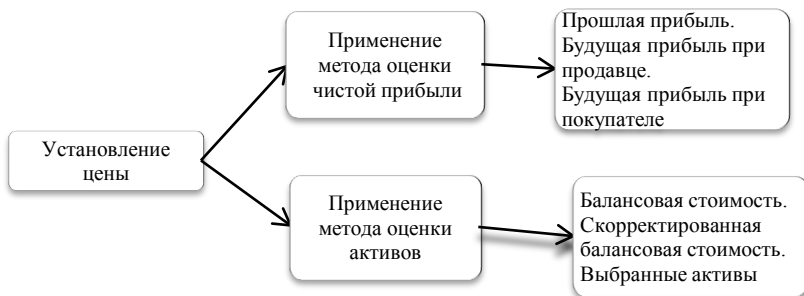 Установление
цены
Применение
метода оценки
чистой прибыли
Прошлая прибыль.
Будущая прибыль при
продавце.
Будущая прибыль при
покупателе
Применение
метода оценки
активов
Балансовая стоимость.
Скорректированная
балансовая стоимость.
Выбранные активы